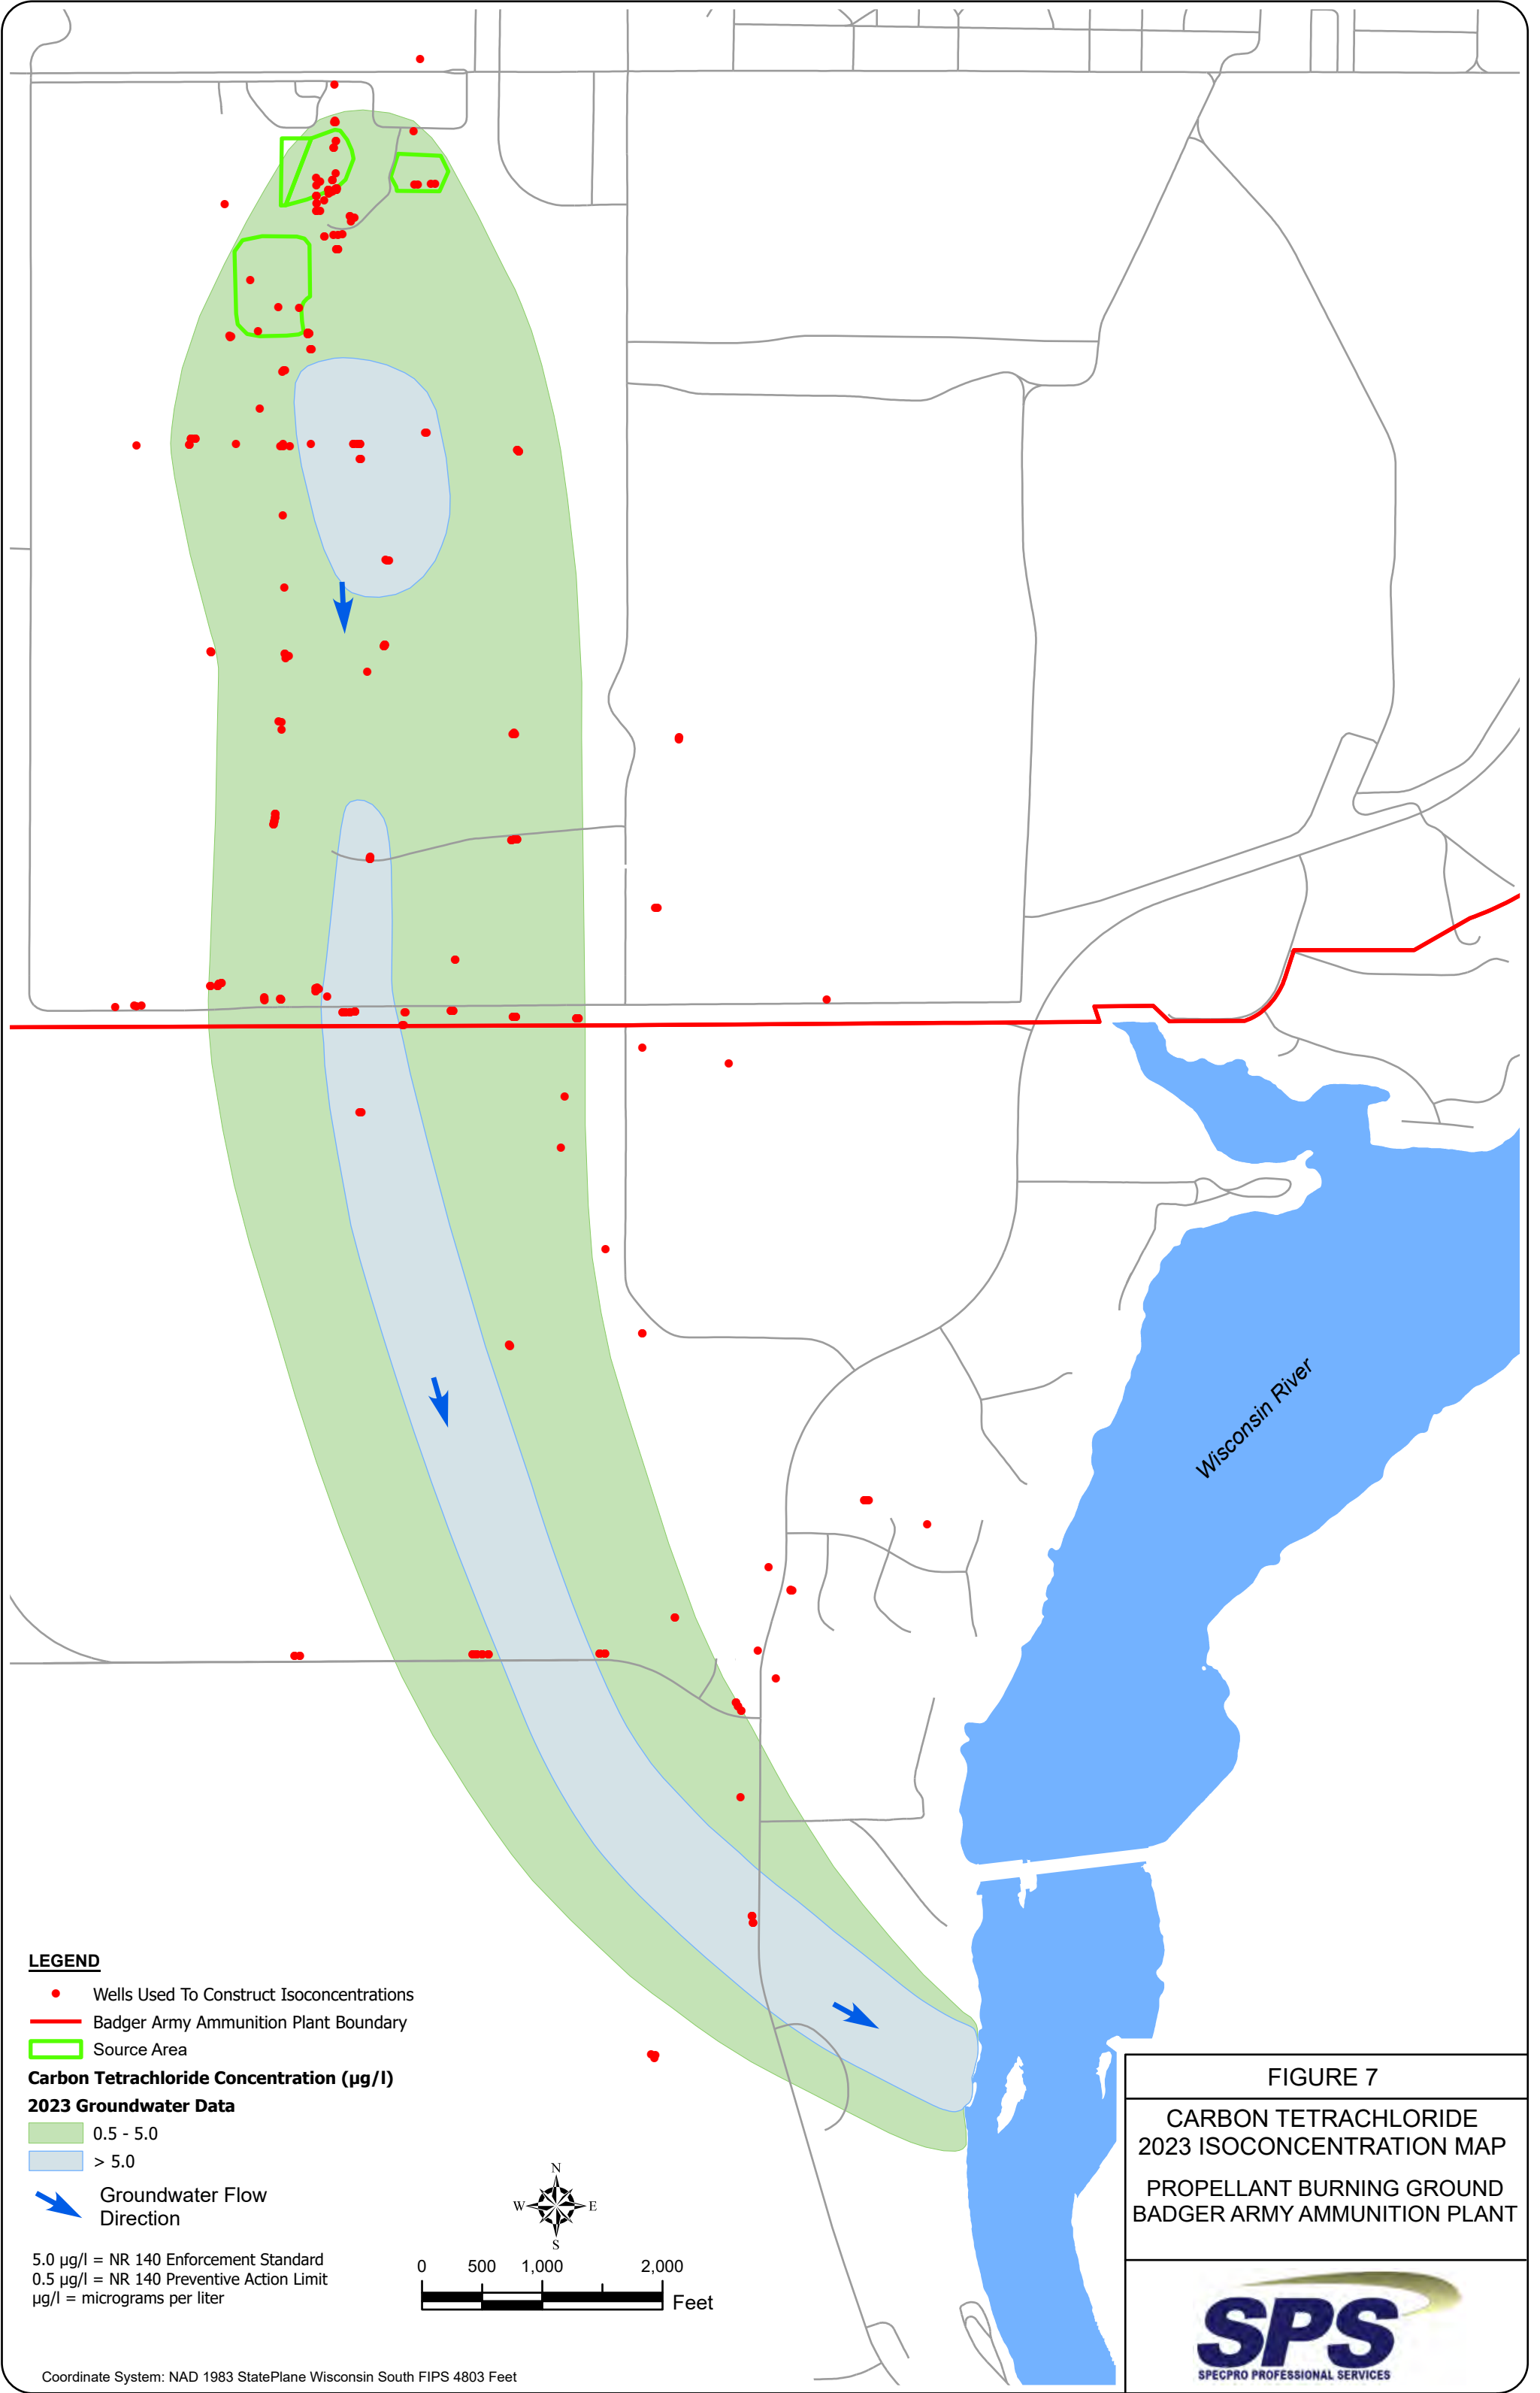 Wisconsin River
LEGEND
Wells Used To Construct Isoconcentrations
Badger Army Ammunition Plant Boundary
Source Area
Carbon Tetrachloride Concentration (µg/l)
2023 Groundwater Data
0.5 - 5.0
> 5.0
Groundwater Flow
Direction
5.0 µg/l = NR 140 Enforcement Standard
0.5 µg/l = NR 140 Preventive Action Limit
µg/l = micrograms per liter
N
W E
S
0 500 1,000 2,000
Feet
Coordinate System: NAD 1983 StatePlane Wisconsin South FIPS 4803 Feet
FIGURE 7
CARBON TETRACHLORIDE
2023 ISOCONCENTRATION MAP
PROPELLANT BURNING GROUND
BADGER ARMY AMMUNITION PLANT
SPS
SPECPRO PROFESSIONAL SERVICES